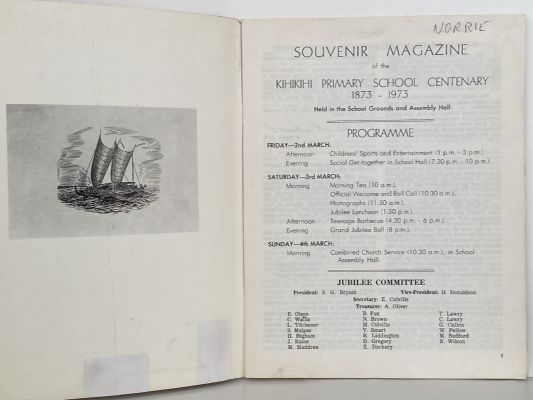 NORRIE
SOUVENIR MAGAZINE
of the
KIHIKIHI PRIMARY SCHOOL CENTENARY
1873 - 1973
Held in the School Grounds and Assembly Hall
PROGRAMME
FRIDAY—2nd MARCH:
Afternoon Childrens' Sports and Entertainment (1 p.m. - 3 p.m.).
Evening Social Get-together in School Hall (7.30 p.m. - 10 p.m.).
SATURDAY—3rd MARCH:
Morning Morning Tea (10 a.m.).
Official Welcome and Roll Call (10.30 a.m.).
Photographs (11.50 a.m.).
Jubilee Luncheon (1.50 p.m.).
Afternoon Teenage Barbecue (4.30 p.m. - 6 p.m.).
Evening Grand Jubilee Ball (8 p.m.).
SUNDAY—4th MARCH:
Morning Combined Church Service (10.30 a.m.), in School
Assembly Hall.
JUBILEE COMMITTEE
President: S. G. Bryant Vice-President: H. Donaldson
Secretary: E. Colville
Treasurer: A. Oliver
E. Olsen B. Fox T. Lawry
C. Wallis N. Brown C. Lawry
L. Titchener M. Colville G. Cullen
S. Maipas V. Smart W. Pellow
H. Higham R. Liddington M. Bedford
J. Raine D. Gregory R. Wilson
M. Maddren E. Dockery